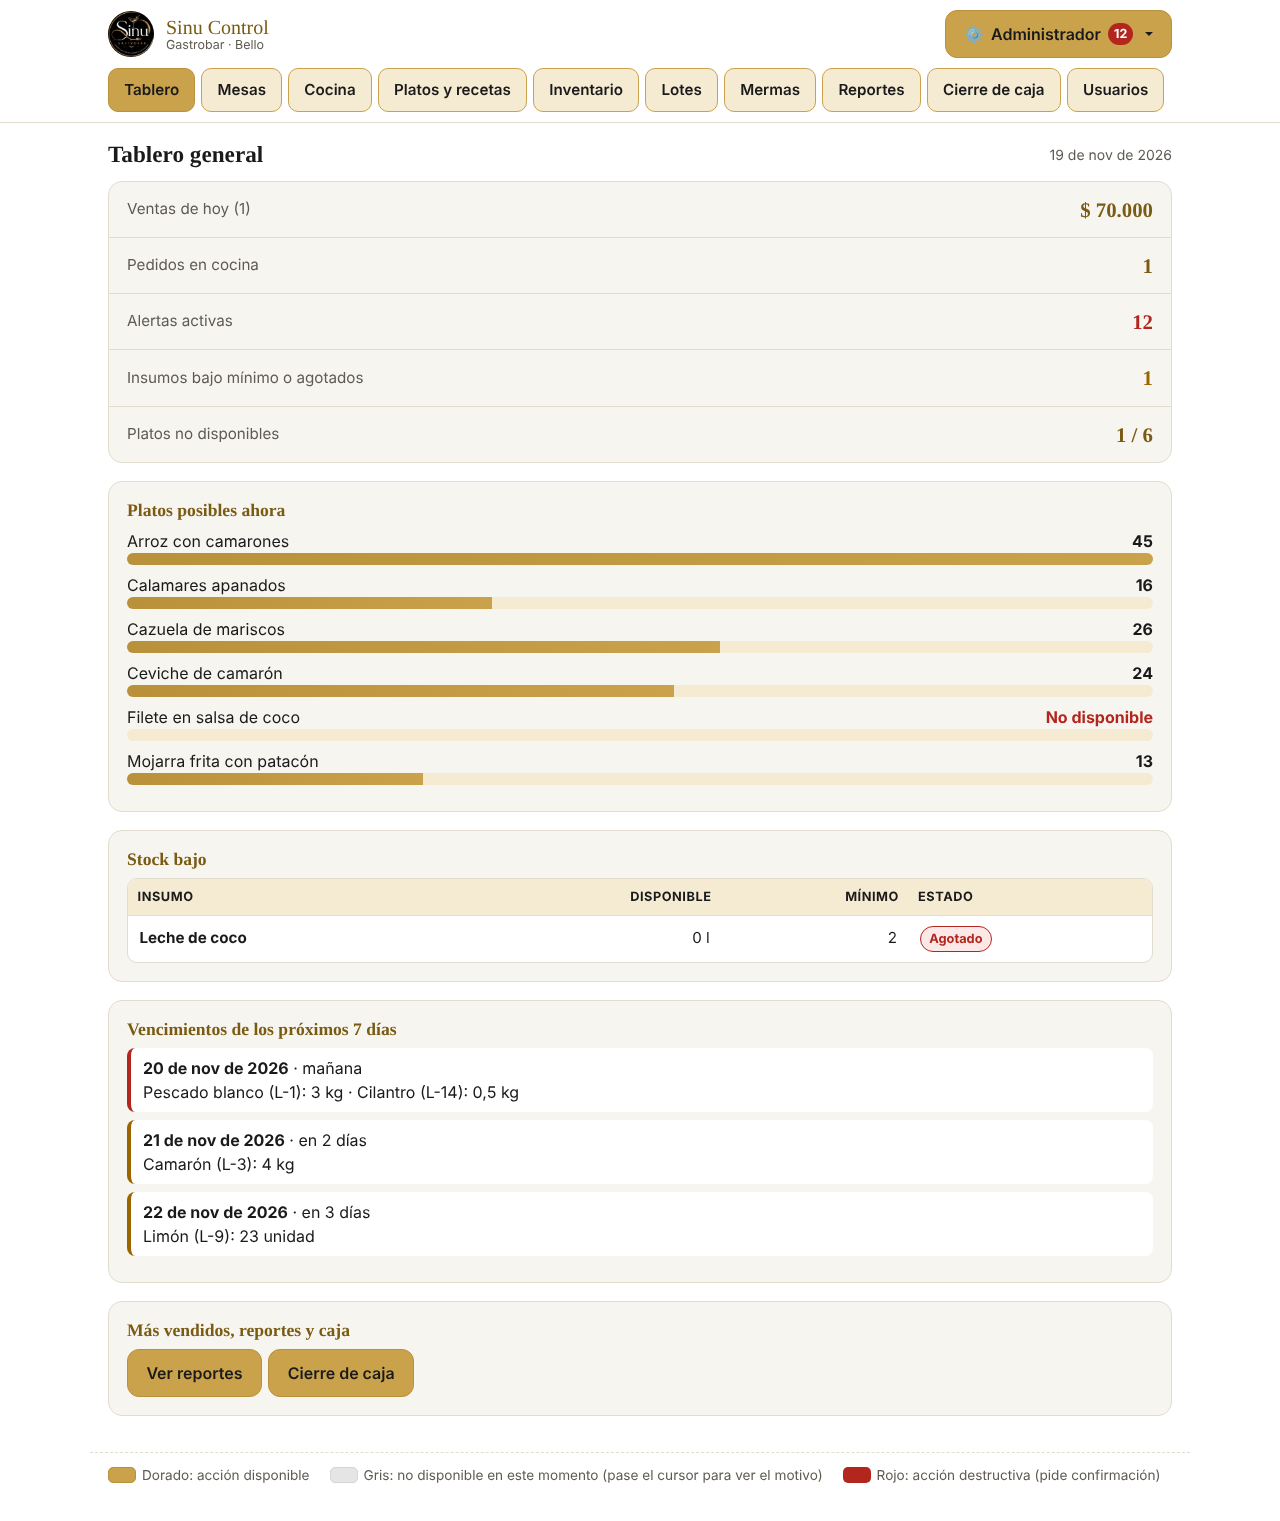 Sinu
Sinu Control
Gastrobar · Bello
Administrador 12
Tablero Mesas Cocina Platos y recetas Inventario Lotes Mermas Reportes Cierre de caja Usuarios
Tablero general 19 de nov de 2026
Ventas de hoy (1) $ 70.000
Pedidos en cocina 1
Alertas activas 12
Insumos bajo mínimo o agotados 1
Platos no disponibles 1 / 6
Platos posibles ahora
Arroz con camarones 45
Calamares apanados 16
Cazuela de mariscos 26
Ceviche de camarón 24
Filete en salsa de coco No disponible
Mojarra frita con patacón 13
Stock bajo
INSUMO DISPONIBLE MÍNIMO ESTADO
Leche de coco 0 l 2 Agotado
Vencimientos de los próximos 7 días
20 de nov de 2026 · mañana
Pescado blanco (L-1): 3 kg · Cilantro (L-14): 0,5 kg
21 de nov de 2026 · en 2 días
Camarón (L-3): 4 kg
22 de nov de 2026 · en 3 días
Limón (L-9): 23 unidad
Más vendidos, reportes y caja
Ver reportes Cierre de caja
Dorado: acción disponible Gris: no disponible en este momento (pase el cursor para ver el motivo) Rojo: acción destructiva (pide confirmación)